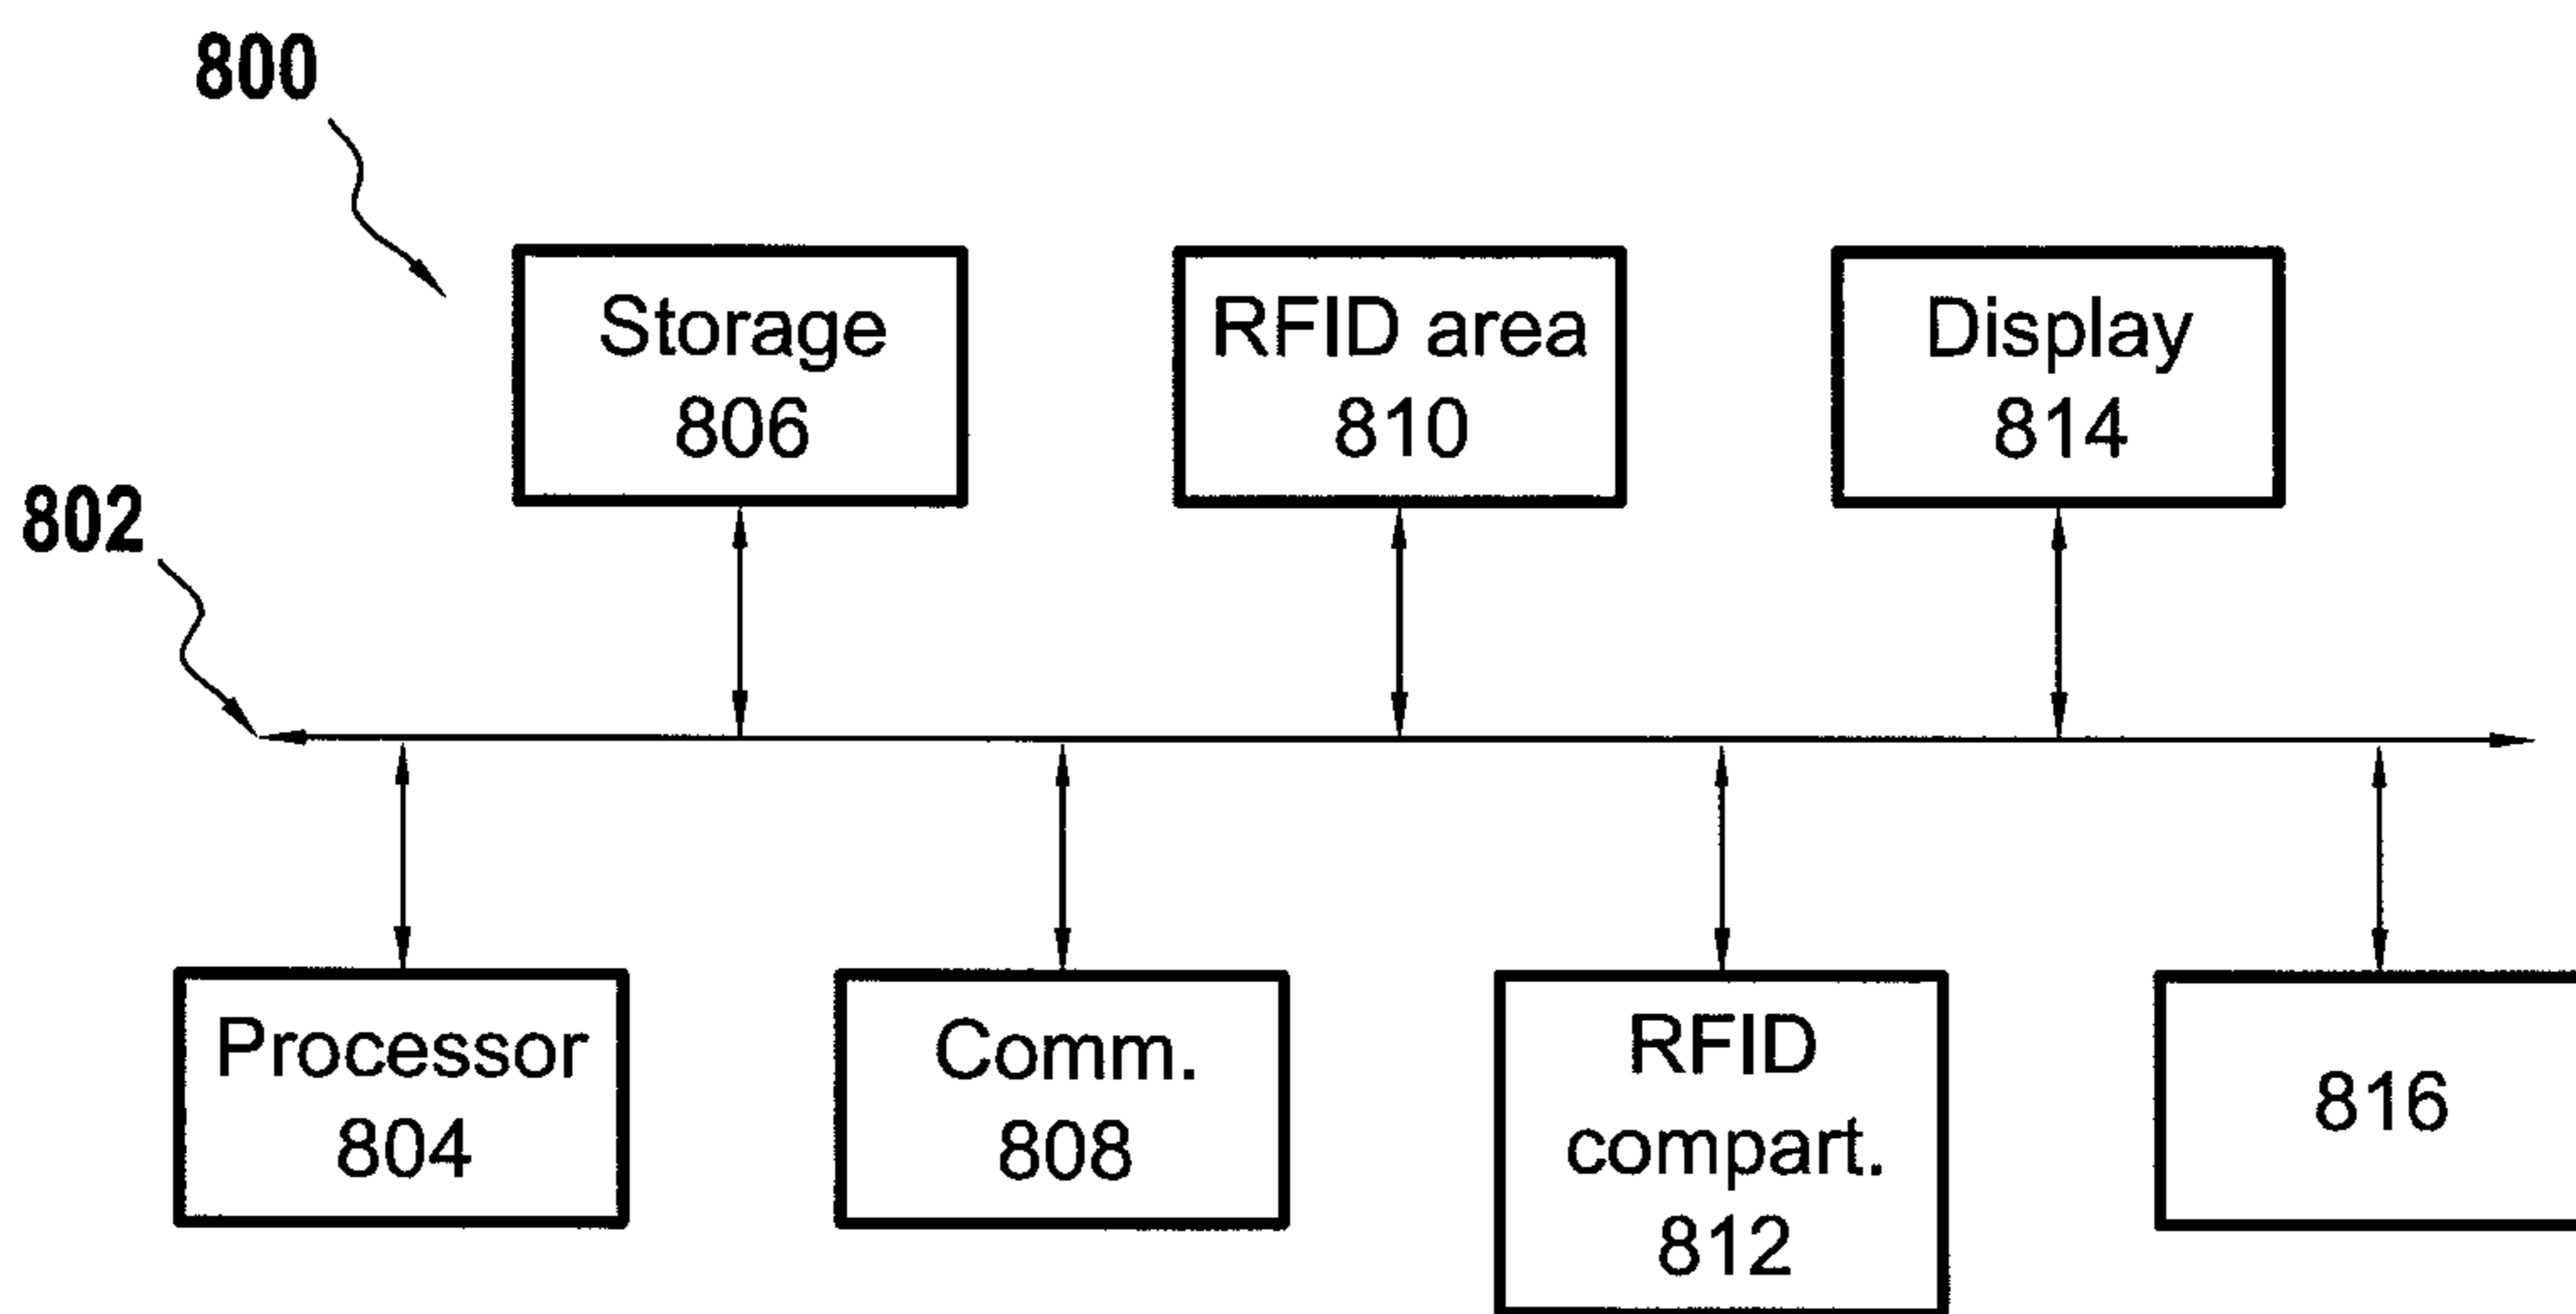 800
Storage
806
RFID area
810
Display
814
802
Processor
804
Comm.
808
RFID
compart.
812
816